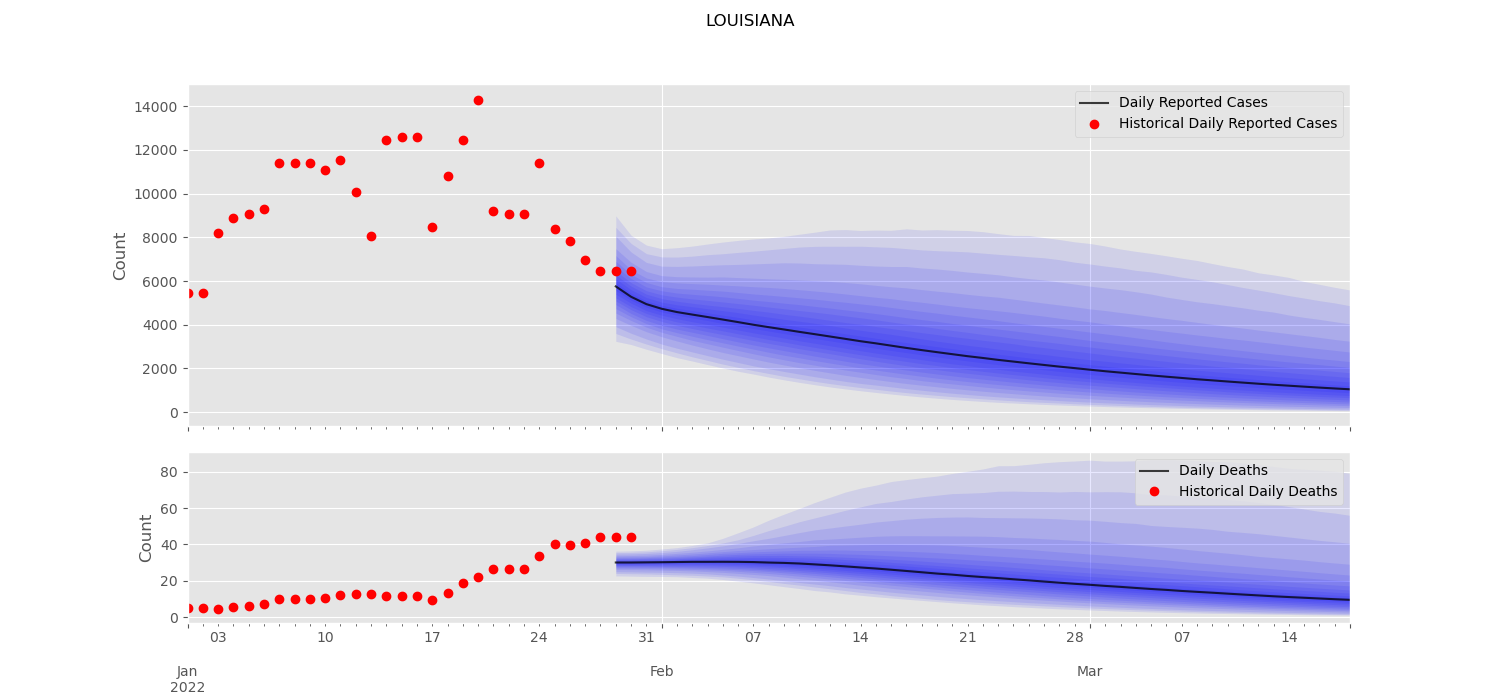 LOUISIANA
14000
12000
10000
8000
6000
4000
2000
0
Count
Daily Reported Cases
Historical Daily Reported Cases
80
60
40
20
0
Count
Daily Deaths
Historical Daily Deaths
03 10 17 24 31 07 14 21 28 07 14
Jan Feb Mar
2022